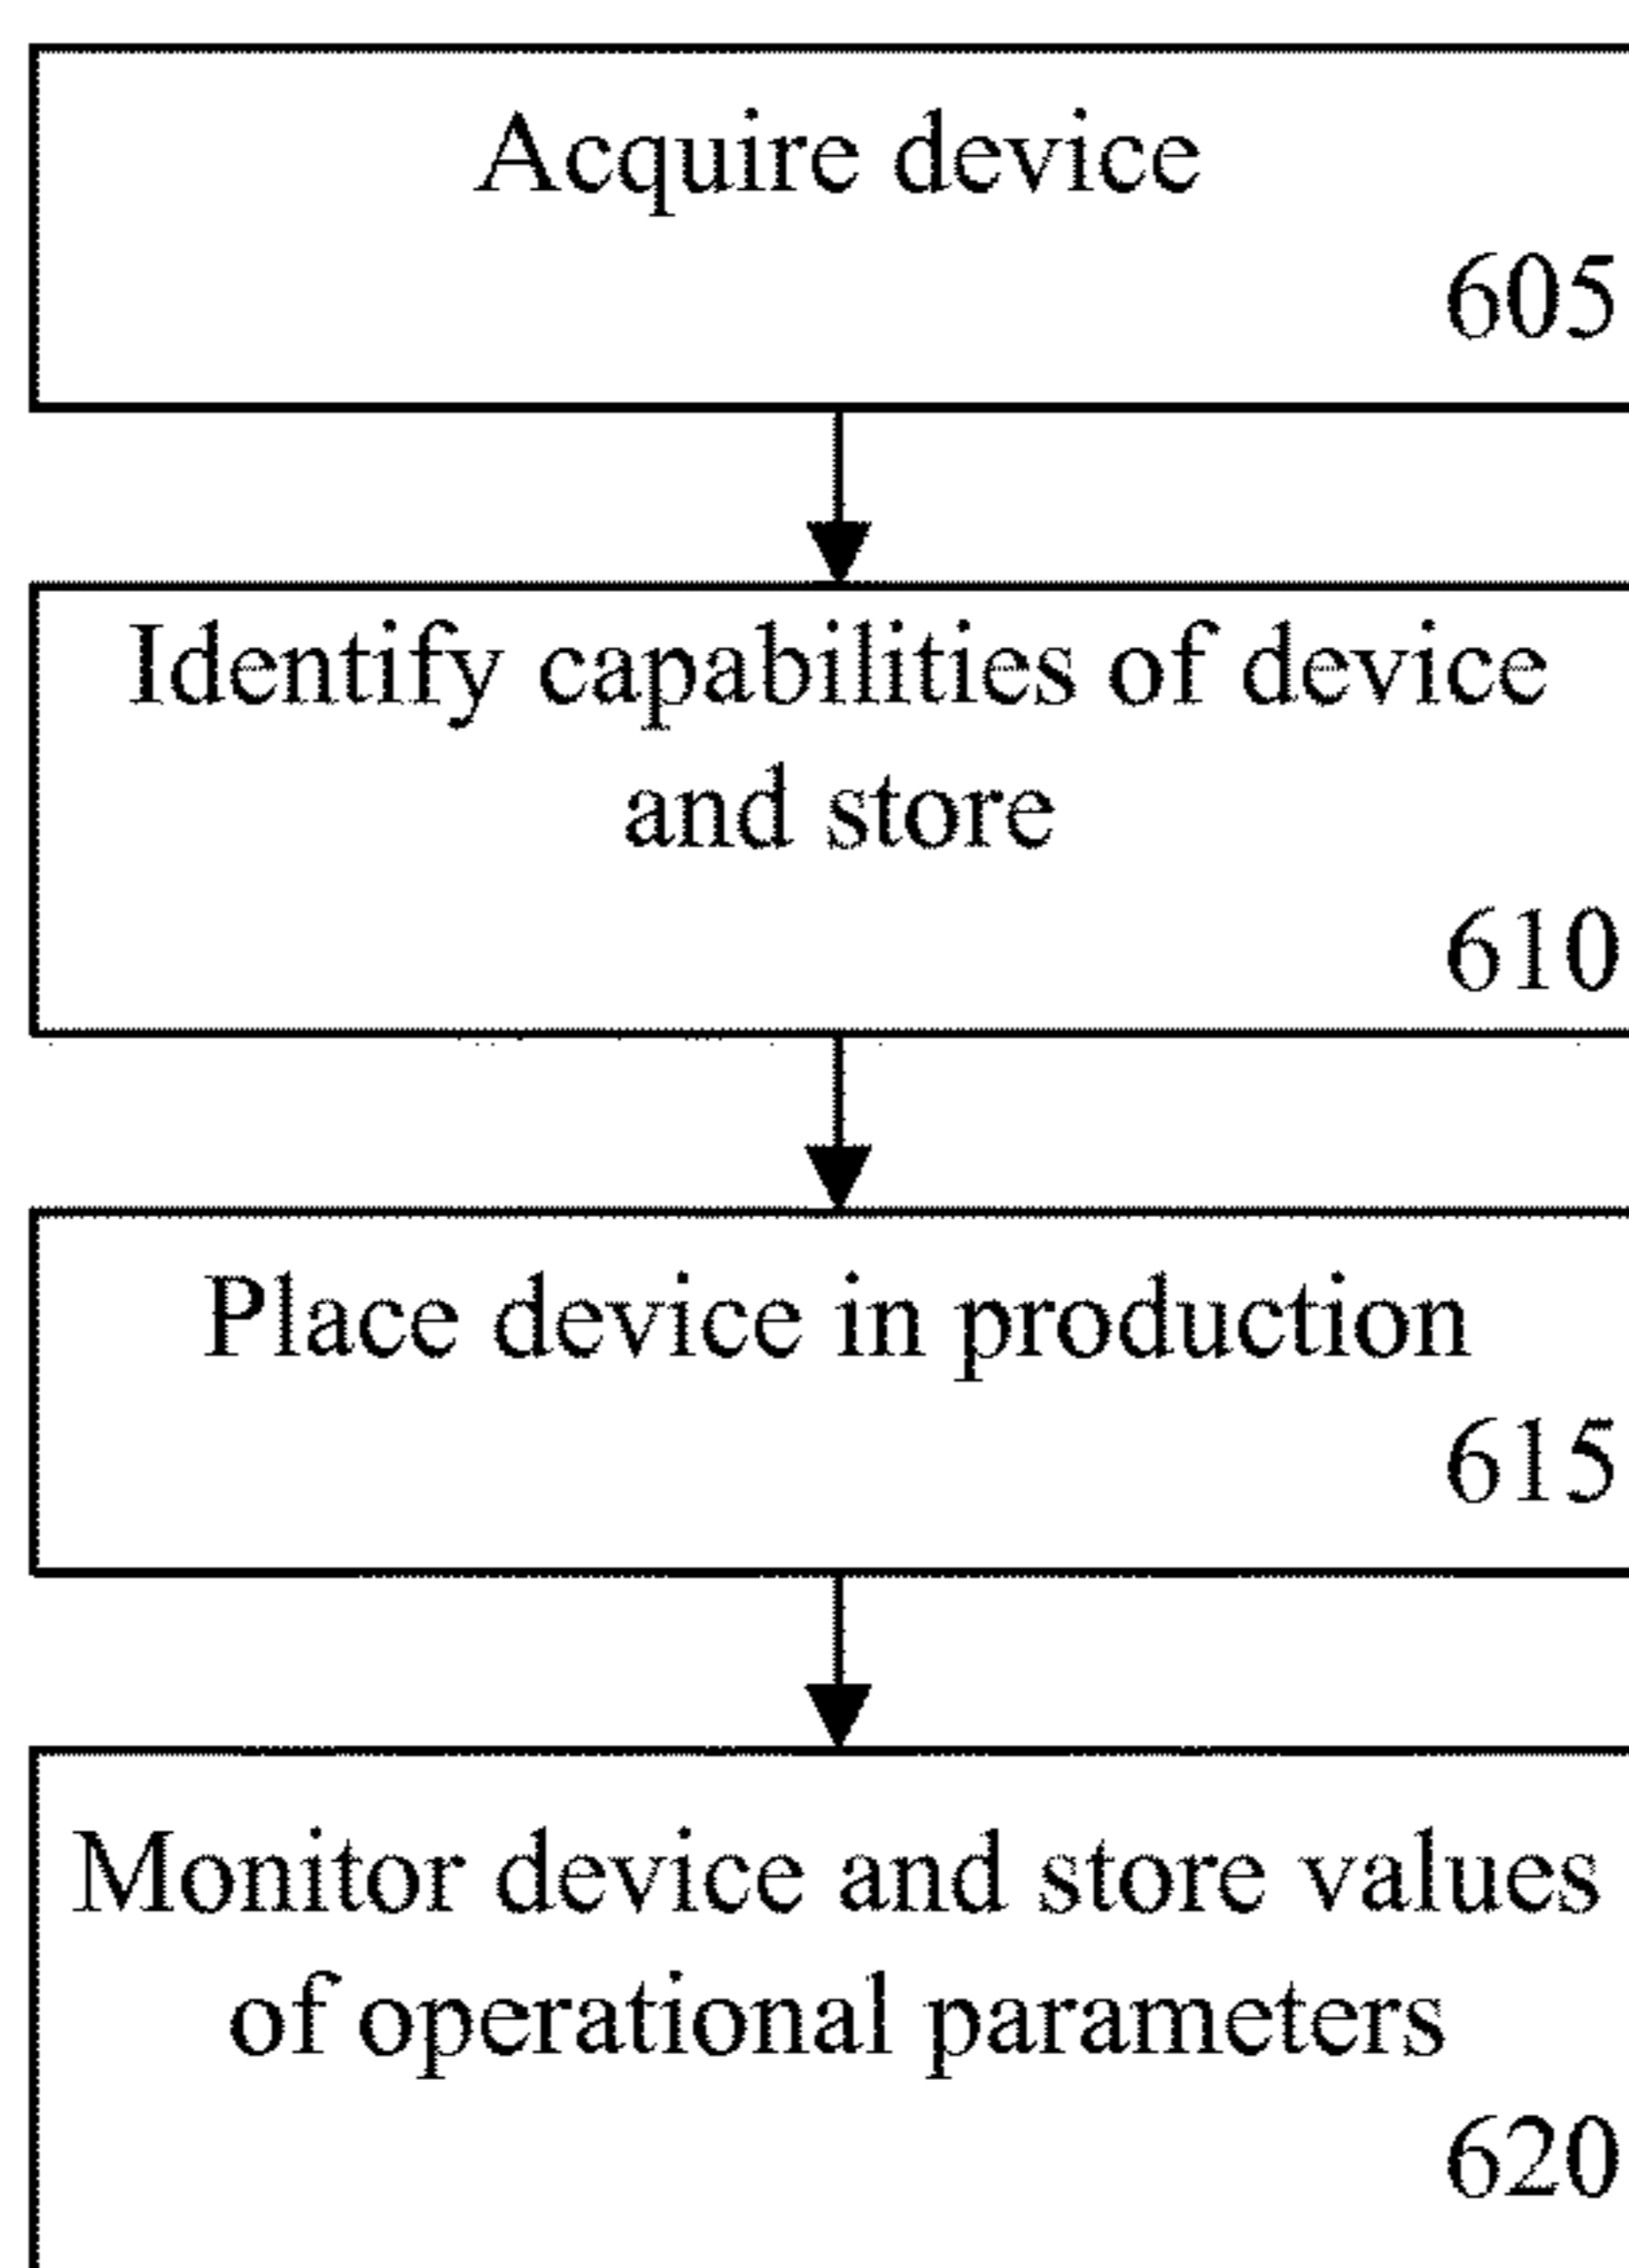 Acquire device
605
Identify capabilities of device
and store
610
Place device in production
615
Monitor device and store values
of operational parameters
620